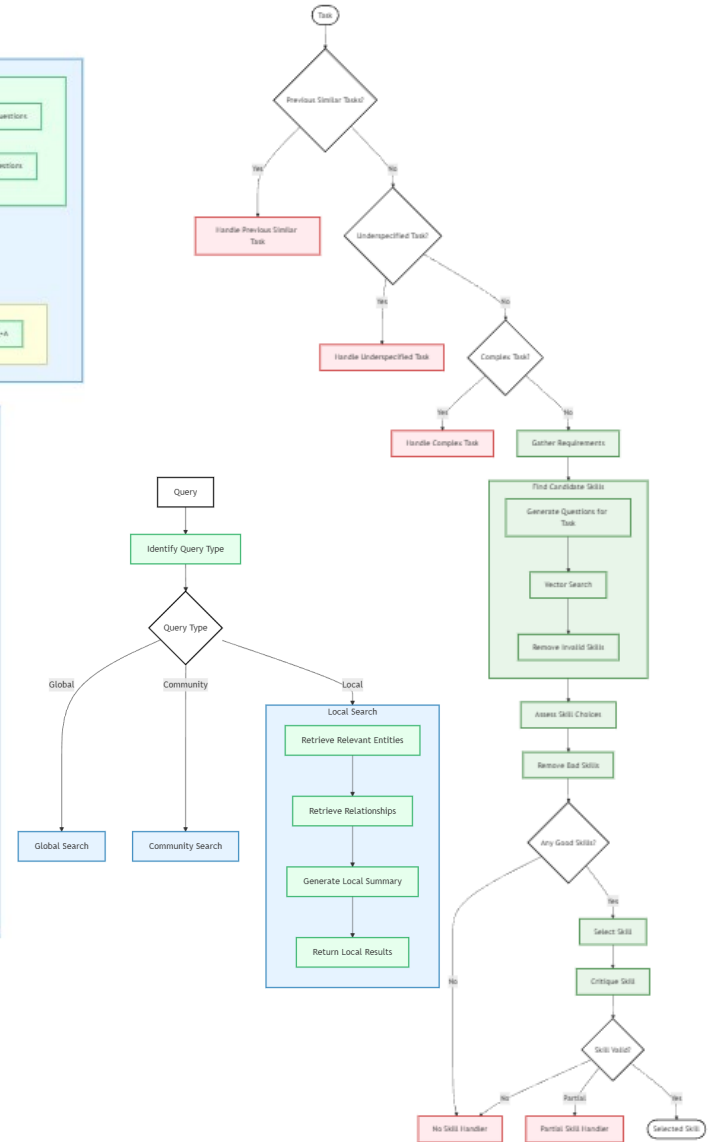 Task
Previous Similar Tasks?
Yes
No
Handle Previous Similar
Task
Underspecified Task?
Yes
No
Handle Underspecified Task
Complex Task?
Yes
No
Handle Complex Task
Gather Requirements
Find Candidate Skills
Generate Questions for
Task
Vector Search
Remove Invalid Skills
Assess Skill Choices
Remove Bad Skills
Any Good Skills?
Yes
No
Select Skill
Critique Skill
Skill Valid?
No
Partial
Yes
No Skill Handler
Partial Skill Handler
Selected Skill
Query
Identify Query Type
Query Type
Global
Community
Local
Global Search
Community Search
Local Search
Retrieve Relevant Entities
Retrieve Relationships
Generate Local Summary
Return Local Results